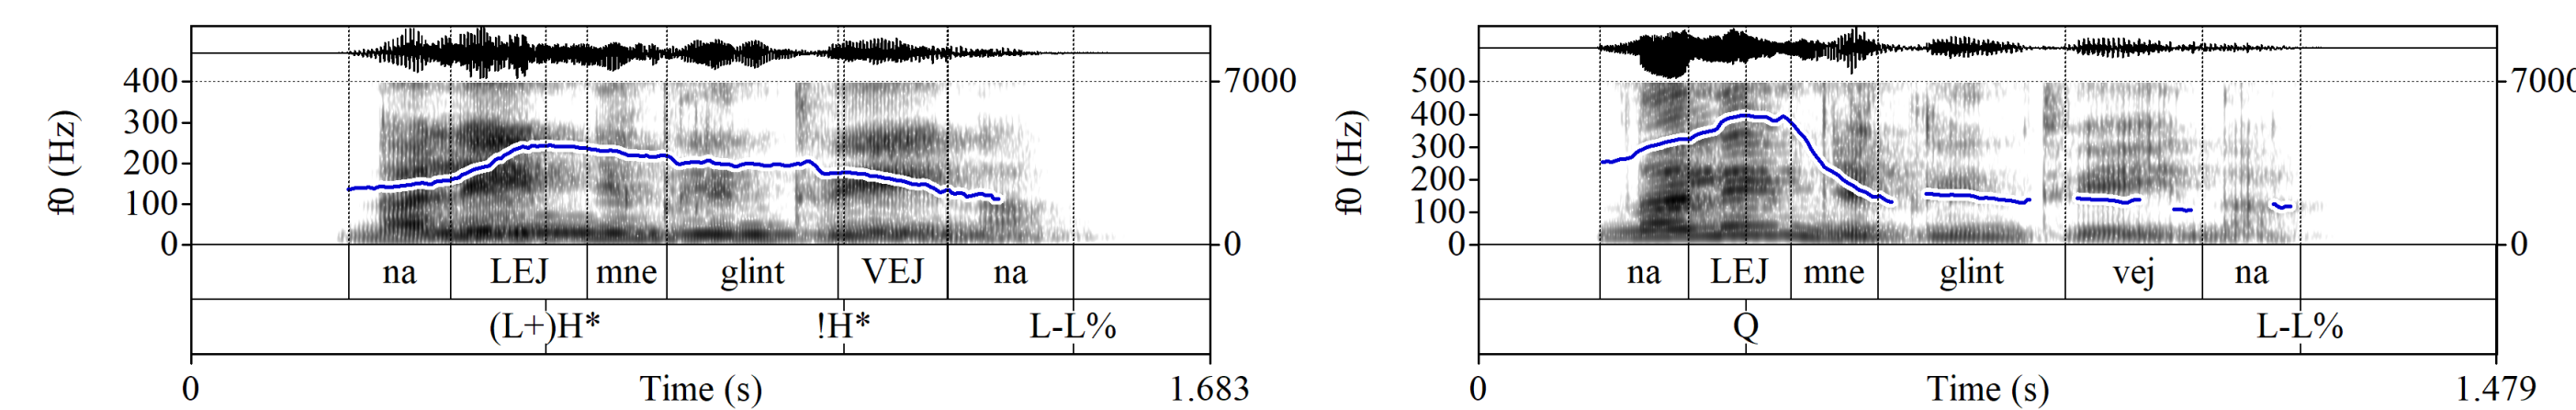 400 7000
300
200
100
0 0
f0 (Hz)
na LEJ mne glint VEJ na
(L+)H* !H* L-L%
0 Time (s) 1.683
500 7000
400
300
200
100
0 0
f0 (Hz)
na LEJ mne glint vej na
Q L-L%
0 Time (s) 1.479